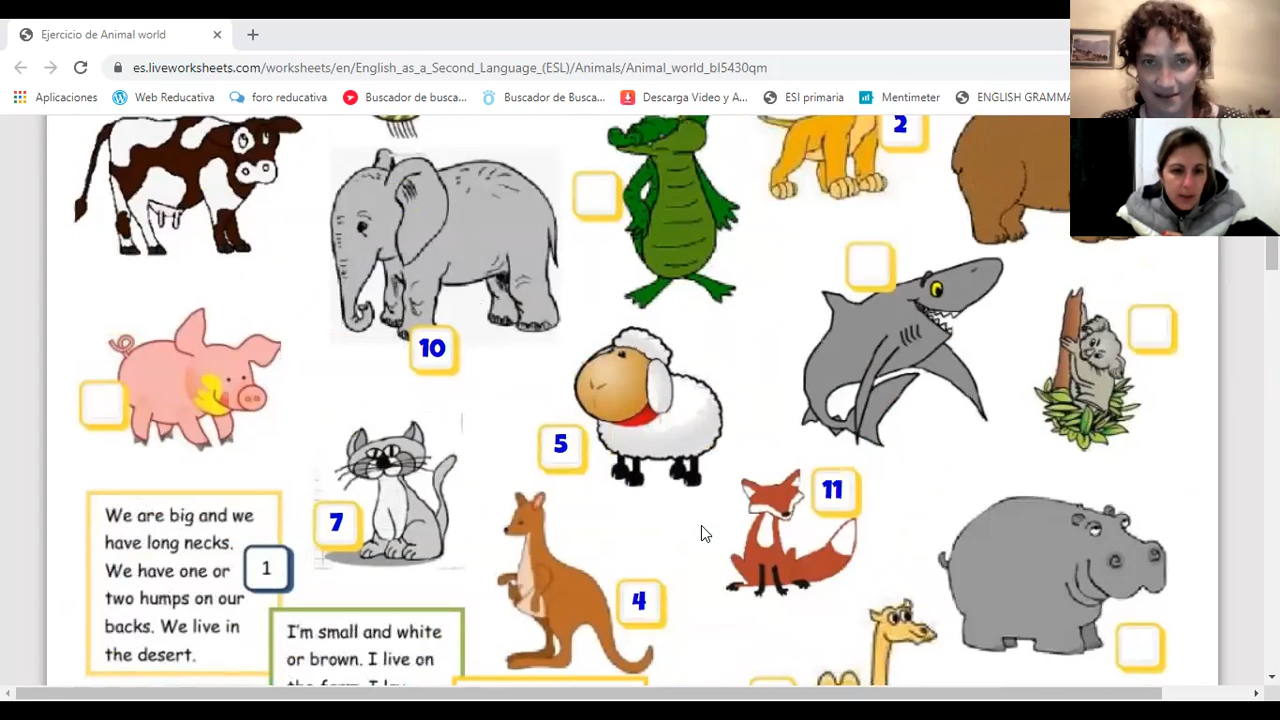 Ejercicio de Animal world
es.liveworksheets.com/worksheets/en/English_as_a_Second_Language_(ESL)/Animals/Animal_world_bl5430qm
Aplicaciones Web Reducativa foro reducativa Buscador de busca... Buscador de Busca... Descarga Video y A... ESI primaria Mentimeter ENGLISH GRAMMA
2
10
5
7
11
4
We are big and we
have long necks.
We have one or
two humps on our
backs. We live in
the desert.
1
I'm small and white
or brown. I live on
the farm. I lay